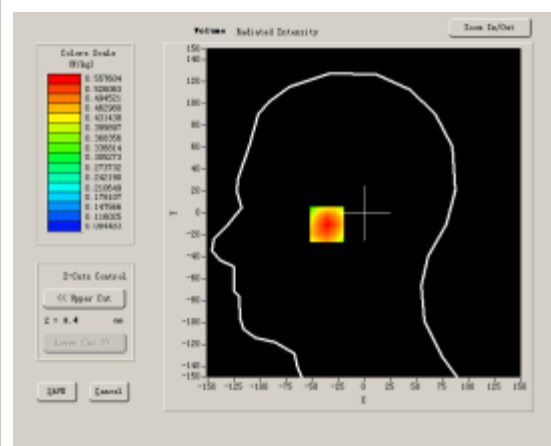 Volume Radiated Intensity
Zoom In/Out
Colors Scale
(W/kg)
0.557604
0.526063
0.494521
0.462980
0.431438
0.399897
0.368356
0.336814
0.305273
0.273732
0.242190
0.210649
0.179107
0.147566
0.116025
0.084483
Z-Cuts Control
<< Upper Cut
Z = 0.4 mm
Lower Cut >>
SAVE
Cancel
150
140
120
100
80
60
40
20
0
-20
-40
-60
-80
-100
-120
-140
-150
Y
-150 -125 -100 -75 -50 -25 0 25 50 75 100 125 150
X